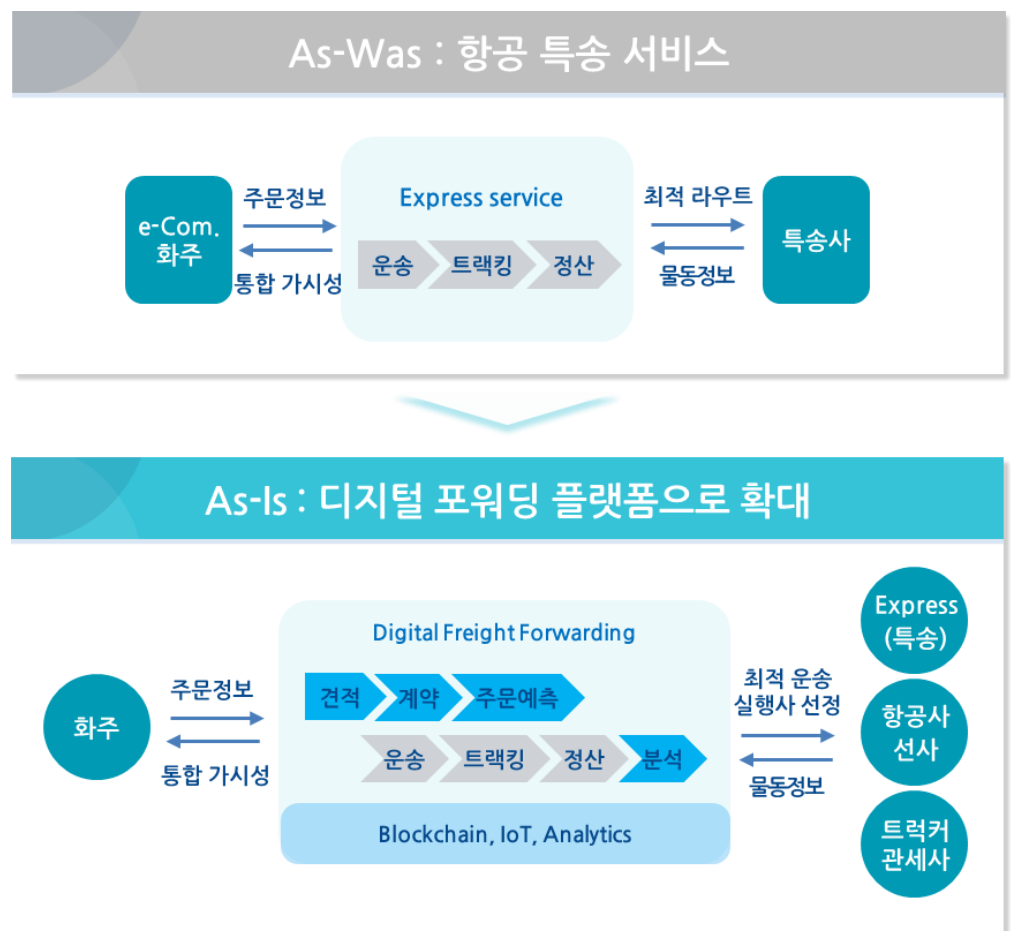 As-Was : 항공 특송 서비스
e-Com.
화주
주문정보
통합 가시성
Express service
운송 트랙킹 정산
최적 라우트
물동정보
특송사
As-Is : 디지털 포워딩 플랫폼으로 확대
화주
주문정보
통합 가시성
Digital Freight Forwarding
견적 계약 주문예측
운송 트랙킹 정산 분석
Blockchain, IoT, Analytics
최적 운송
실행사 선정
물동정보
Express
(특송)
항공사
선사
트럭커
관세사